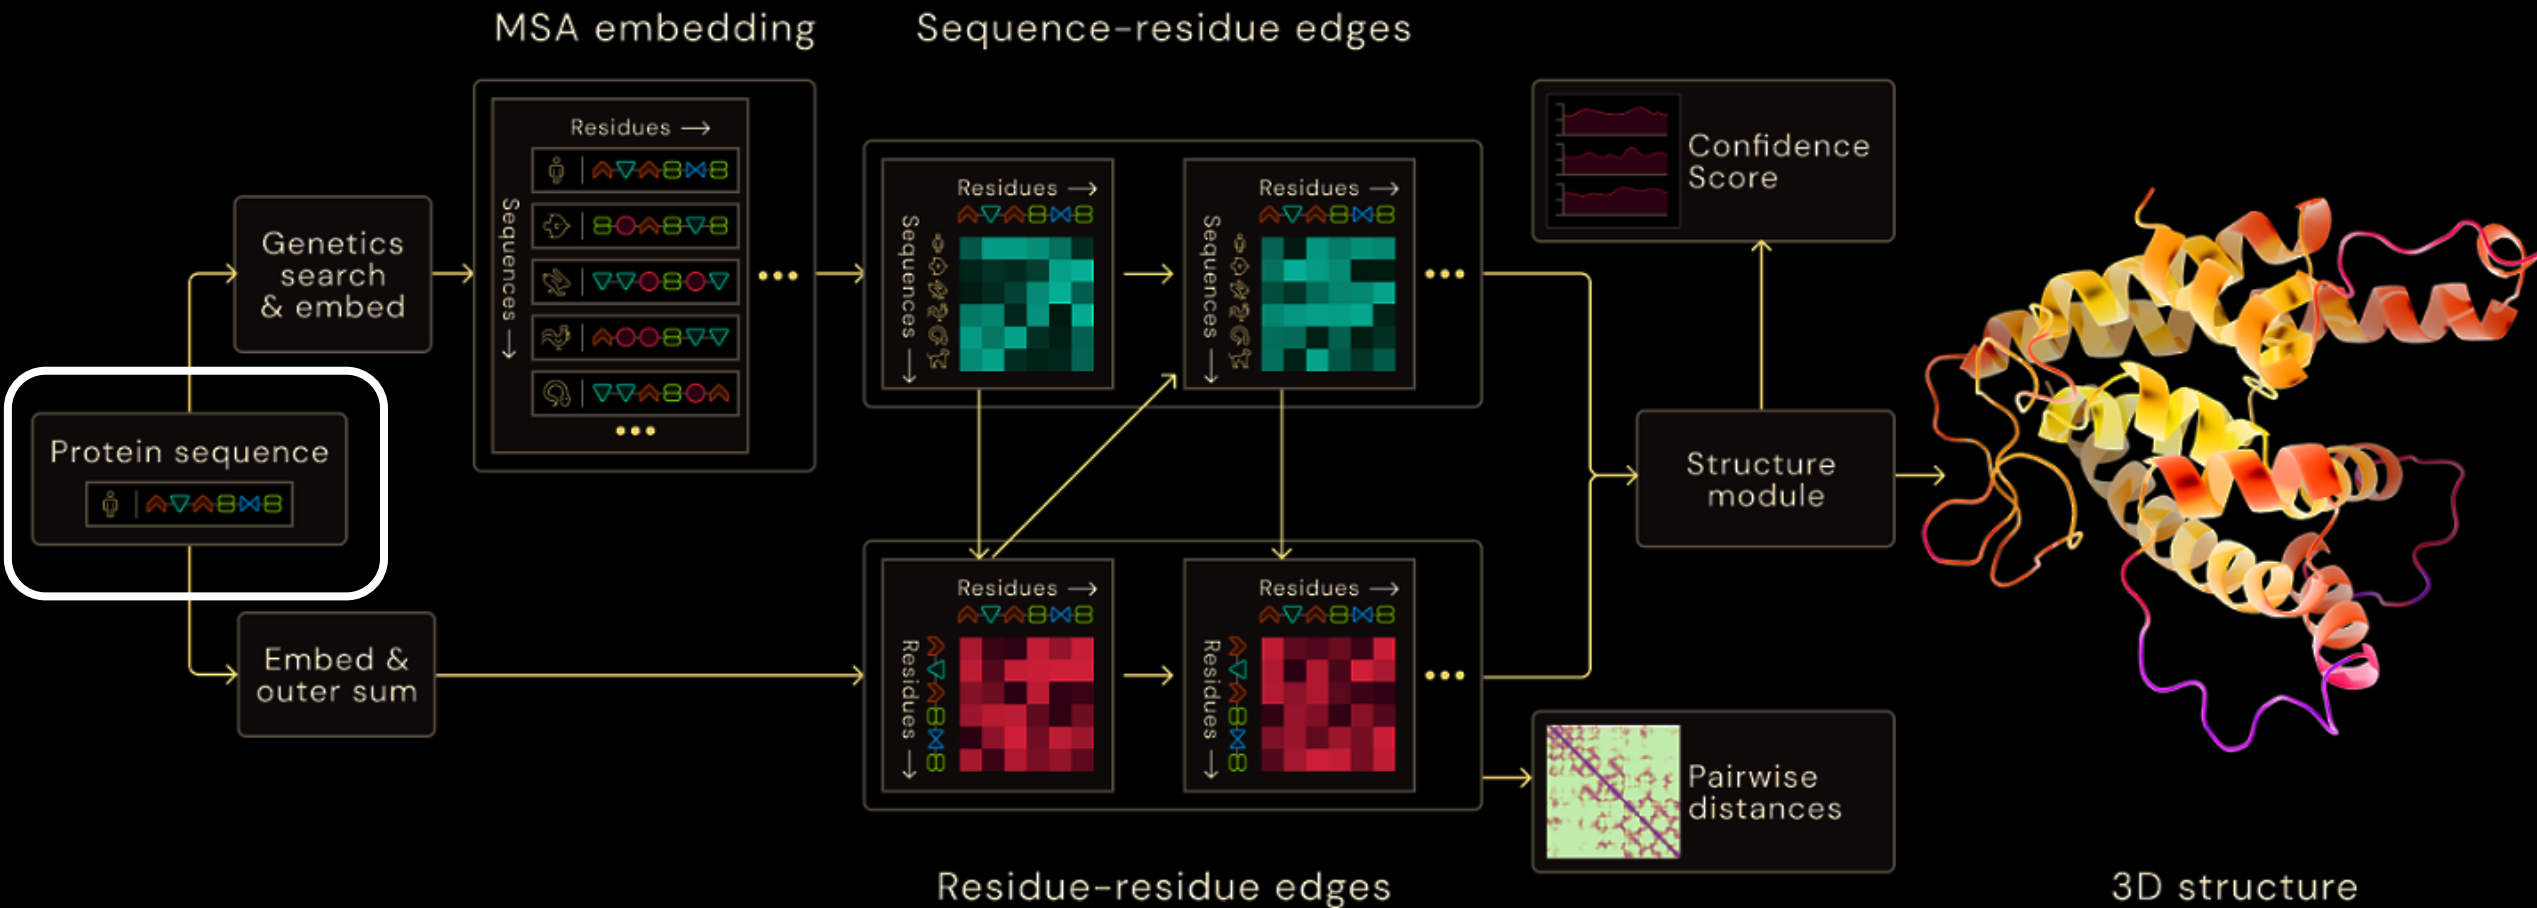 MSA embedding
Sequence-residue edges
Residues →
Sequences →
Genetics
search
& embed
Protein sequence
Embed &
outer sum
Residues →
Sequences →
Residues →
Sequences →
Residues →
Residues →
Residues →
Residues →
Confidence
Score
Structure
module
Pairwise
distances
Residue-residue edges
3D structure